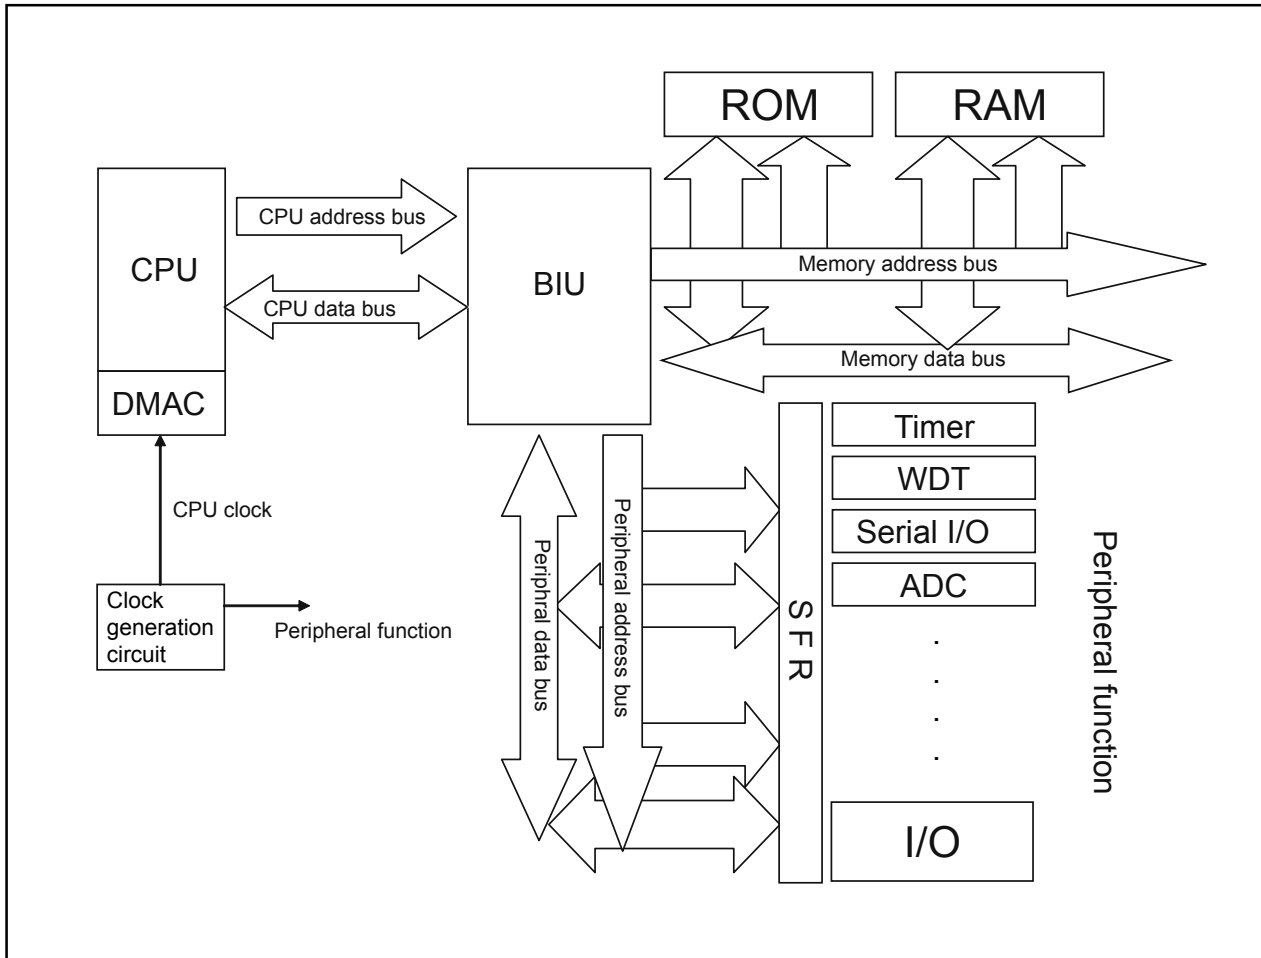 ROM
RAM
CPU address bus
CPU
BIU
Memory address bus
CPU data bus
Memory data bus
DMAC
Timer
WDT
CPU clock
Serial I/O
ADC
Clock
generation
circuit
Peripheral function
Periphral data bus
Peripheral address bus
S F R
.
.
.
.
Peripheral function
I/O